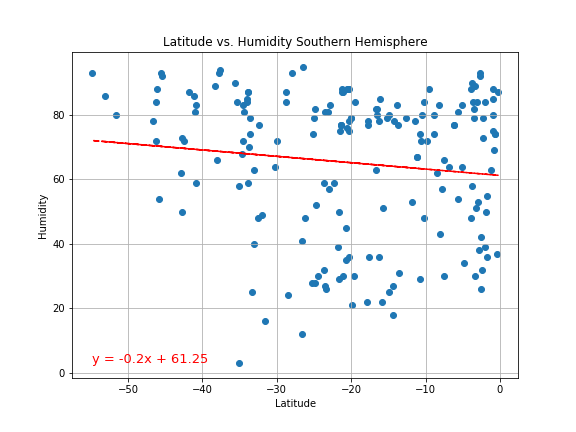 Latitude vs. Humidity Southern Hemisphere
80
60
40
20
0
Humidity
y = -0.2x + 61.25
−50 −40 −30 −20 −10 0
Latitude